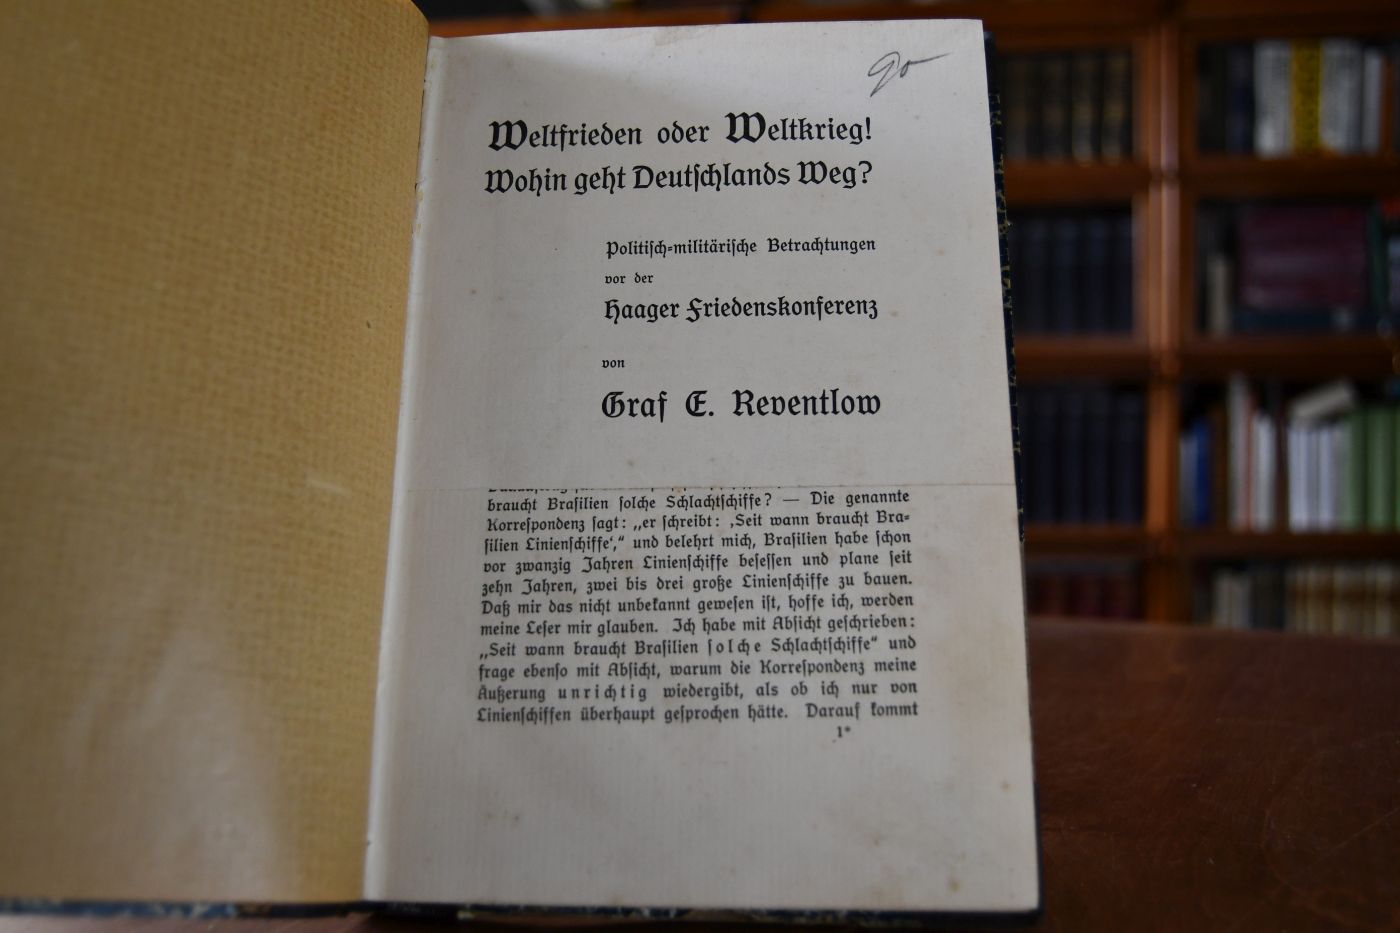 90
Weltfrieden oder Weltkrieg!
Wohin geht Deutschlands Weg?
Politiſch-militäriſche Betrachtungen
vor der
Haager Friedenskonferenz
von
Graf E. Reventlow
braucht Braſilien ſolche Schlachtſchiffe? — Die genannte
Korreſpondenz ſagt: „er ſchreibt: ‚Seit wann braucht Bra-
ſilien Linienſchiffe‘,“ und belehrt mich, Braſilien habe ſchon
vor zwanzig Jahren Linienſchiffe beſeſſen und plane ſeit
zehn Jahren, zwei bis drei große Linienſchiffe zu bauen.
Daß mir das nicht unbekannt geweſen iſt, hoffe ich, werden
meine Leſer mir glauben. Ich habe mit Abſicht geſchrieben:
„Seit wann braucht Braſilien ſolche Schlachtſchiffe“ und
frage ebenſo mit Abſicht, warum die Korreſpondenz meine
Äußerung unrichtig wiedergibt, als ob ich nur von
Linienſchiffen überhaupt geſprochen hätte. Darauf kommt
1*